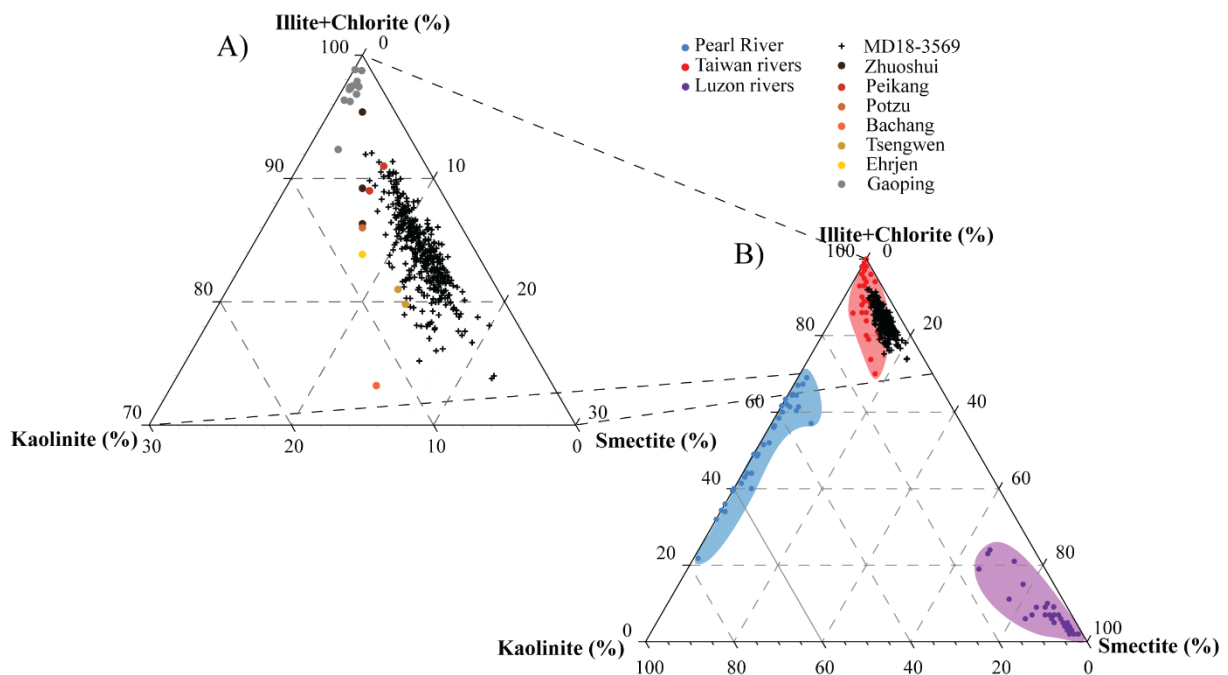 Illite+Chlorite (%)
A)
100
0
90
10
80
20
70
30
Kaolinite (%)
Smectite (%)
30
20
10
0
Pearl River
Taiwan rivers
Luzon rivers
MD18-3569
Zhuoshui
Peikang
Potzu
Bachang
Tsengwen
Ehrjen
Gaoping
Illite+Chlorite (%)
B)
100
0
80
20
60
40
40
60
20
80
0
100
Kaolinite (%)
Smectite (%)
100
80
60
40
20
0